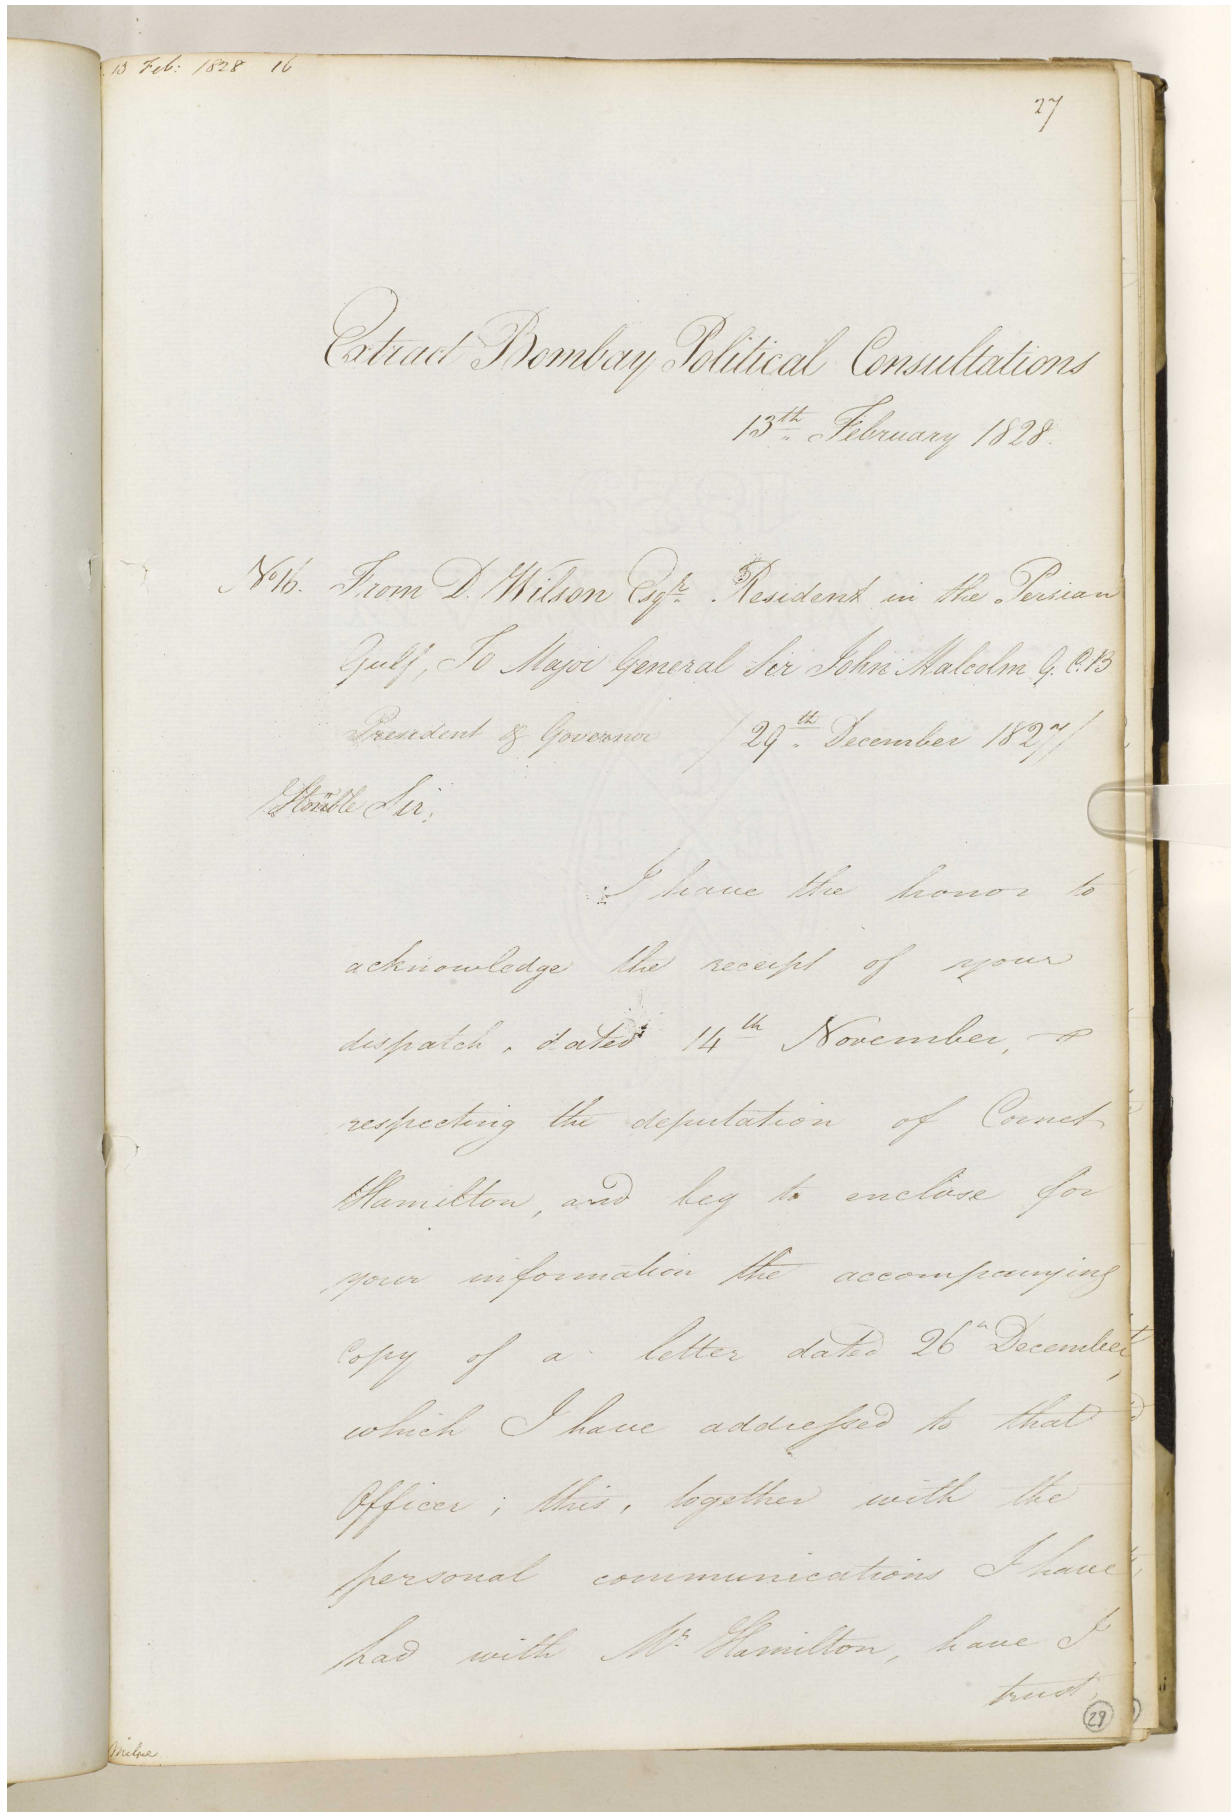 13 Feb: 1828 16
27
Extract Bombay Political Consultations
13th February 1828.
No 16. From D. Wilson Esqr. Resident in the Persian
Gulf, To Major General Sir John Malcolm G. C. B
President & Governor /29th December 1827/
Honble Sir,
I have the honor to
acknowledge the receipt of your
dispatch, dated 14th November,
respecting the deputation of Cornet
Hamilton, and beg to enclose for
your information the accompanying
copy of a letter dated 26th December,
which I have addressed to that
Officer; this, together with the
personal communications I have
had with Mr Hamilton, have I
trust,
29
Milne